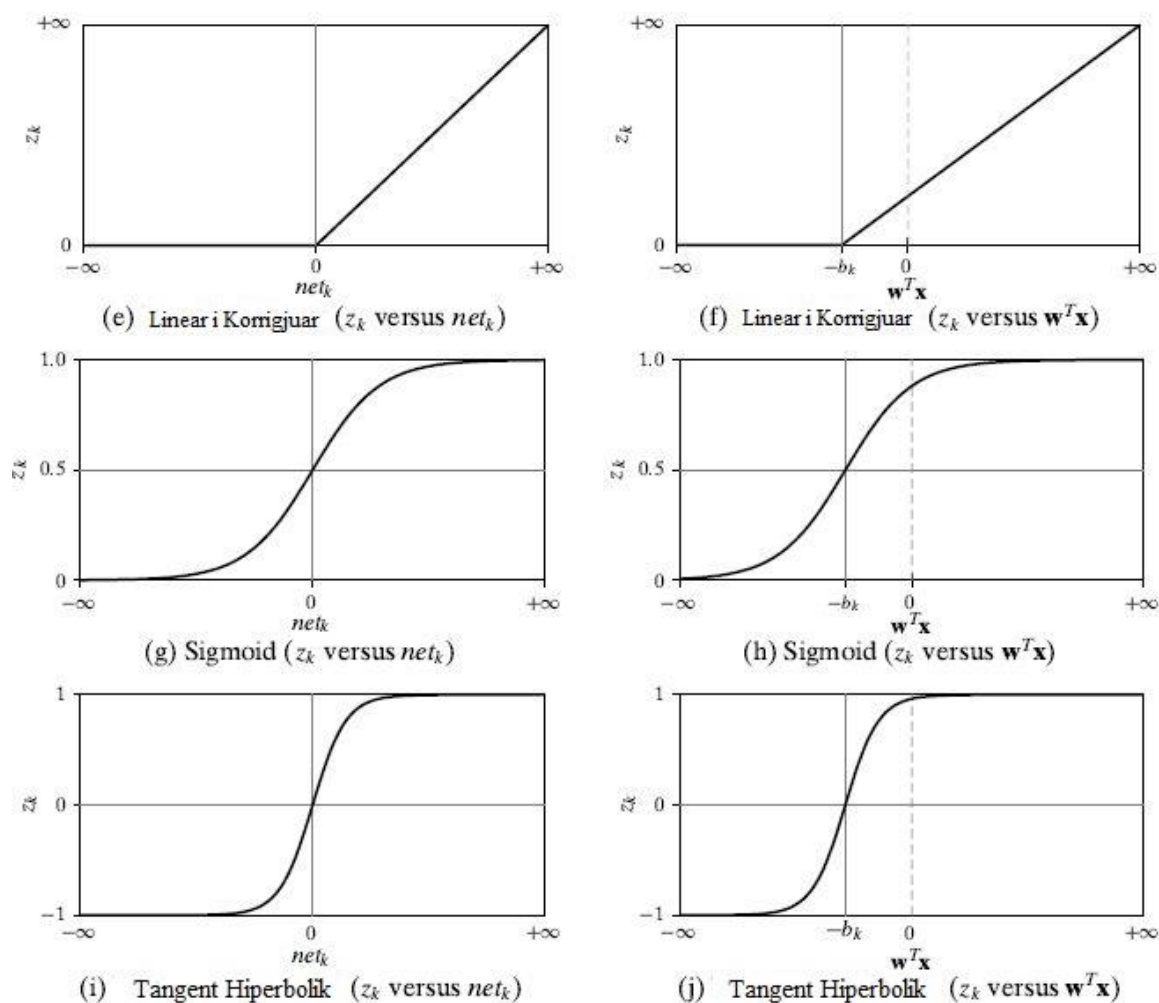 +∞
z_k
0
−∞ 0 +∞
net_k
(e) Linear i Korrigjuar (z_k versus net_k)
+∞
z_k
0
−∞ −b_k 0 +∞
w^T x
(f) Linear i Korrigjuar (z_k versus w^T x)
1.0
z_k 0.5
0
−∞ 0 +∞
net_k
(g) Sigmoid (z_k versus net_k)
1.0
z_k 0.5
0
−∞ −b_k 0 +∞
w^T x
(h) Sigmoid (z_k versus w^T x)
1
z_k 0
−1
−∞ 0 +∞
net_k
(i) Tangent Hiperbolik (z_k versus net_k)
1
z_k 0
−1
−∞ −b_k 0 +∞
w^T x
(j) Tangent Hiperbolik (z_k versus w^T x)